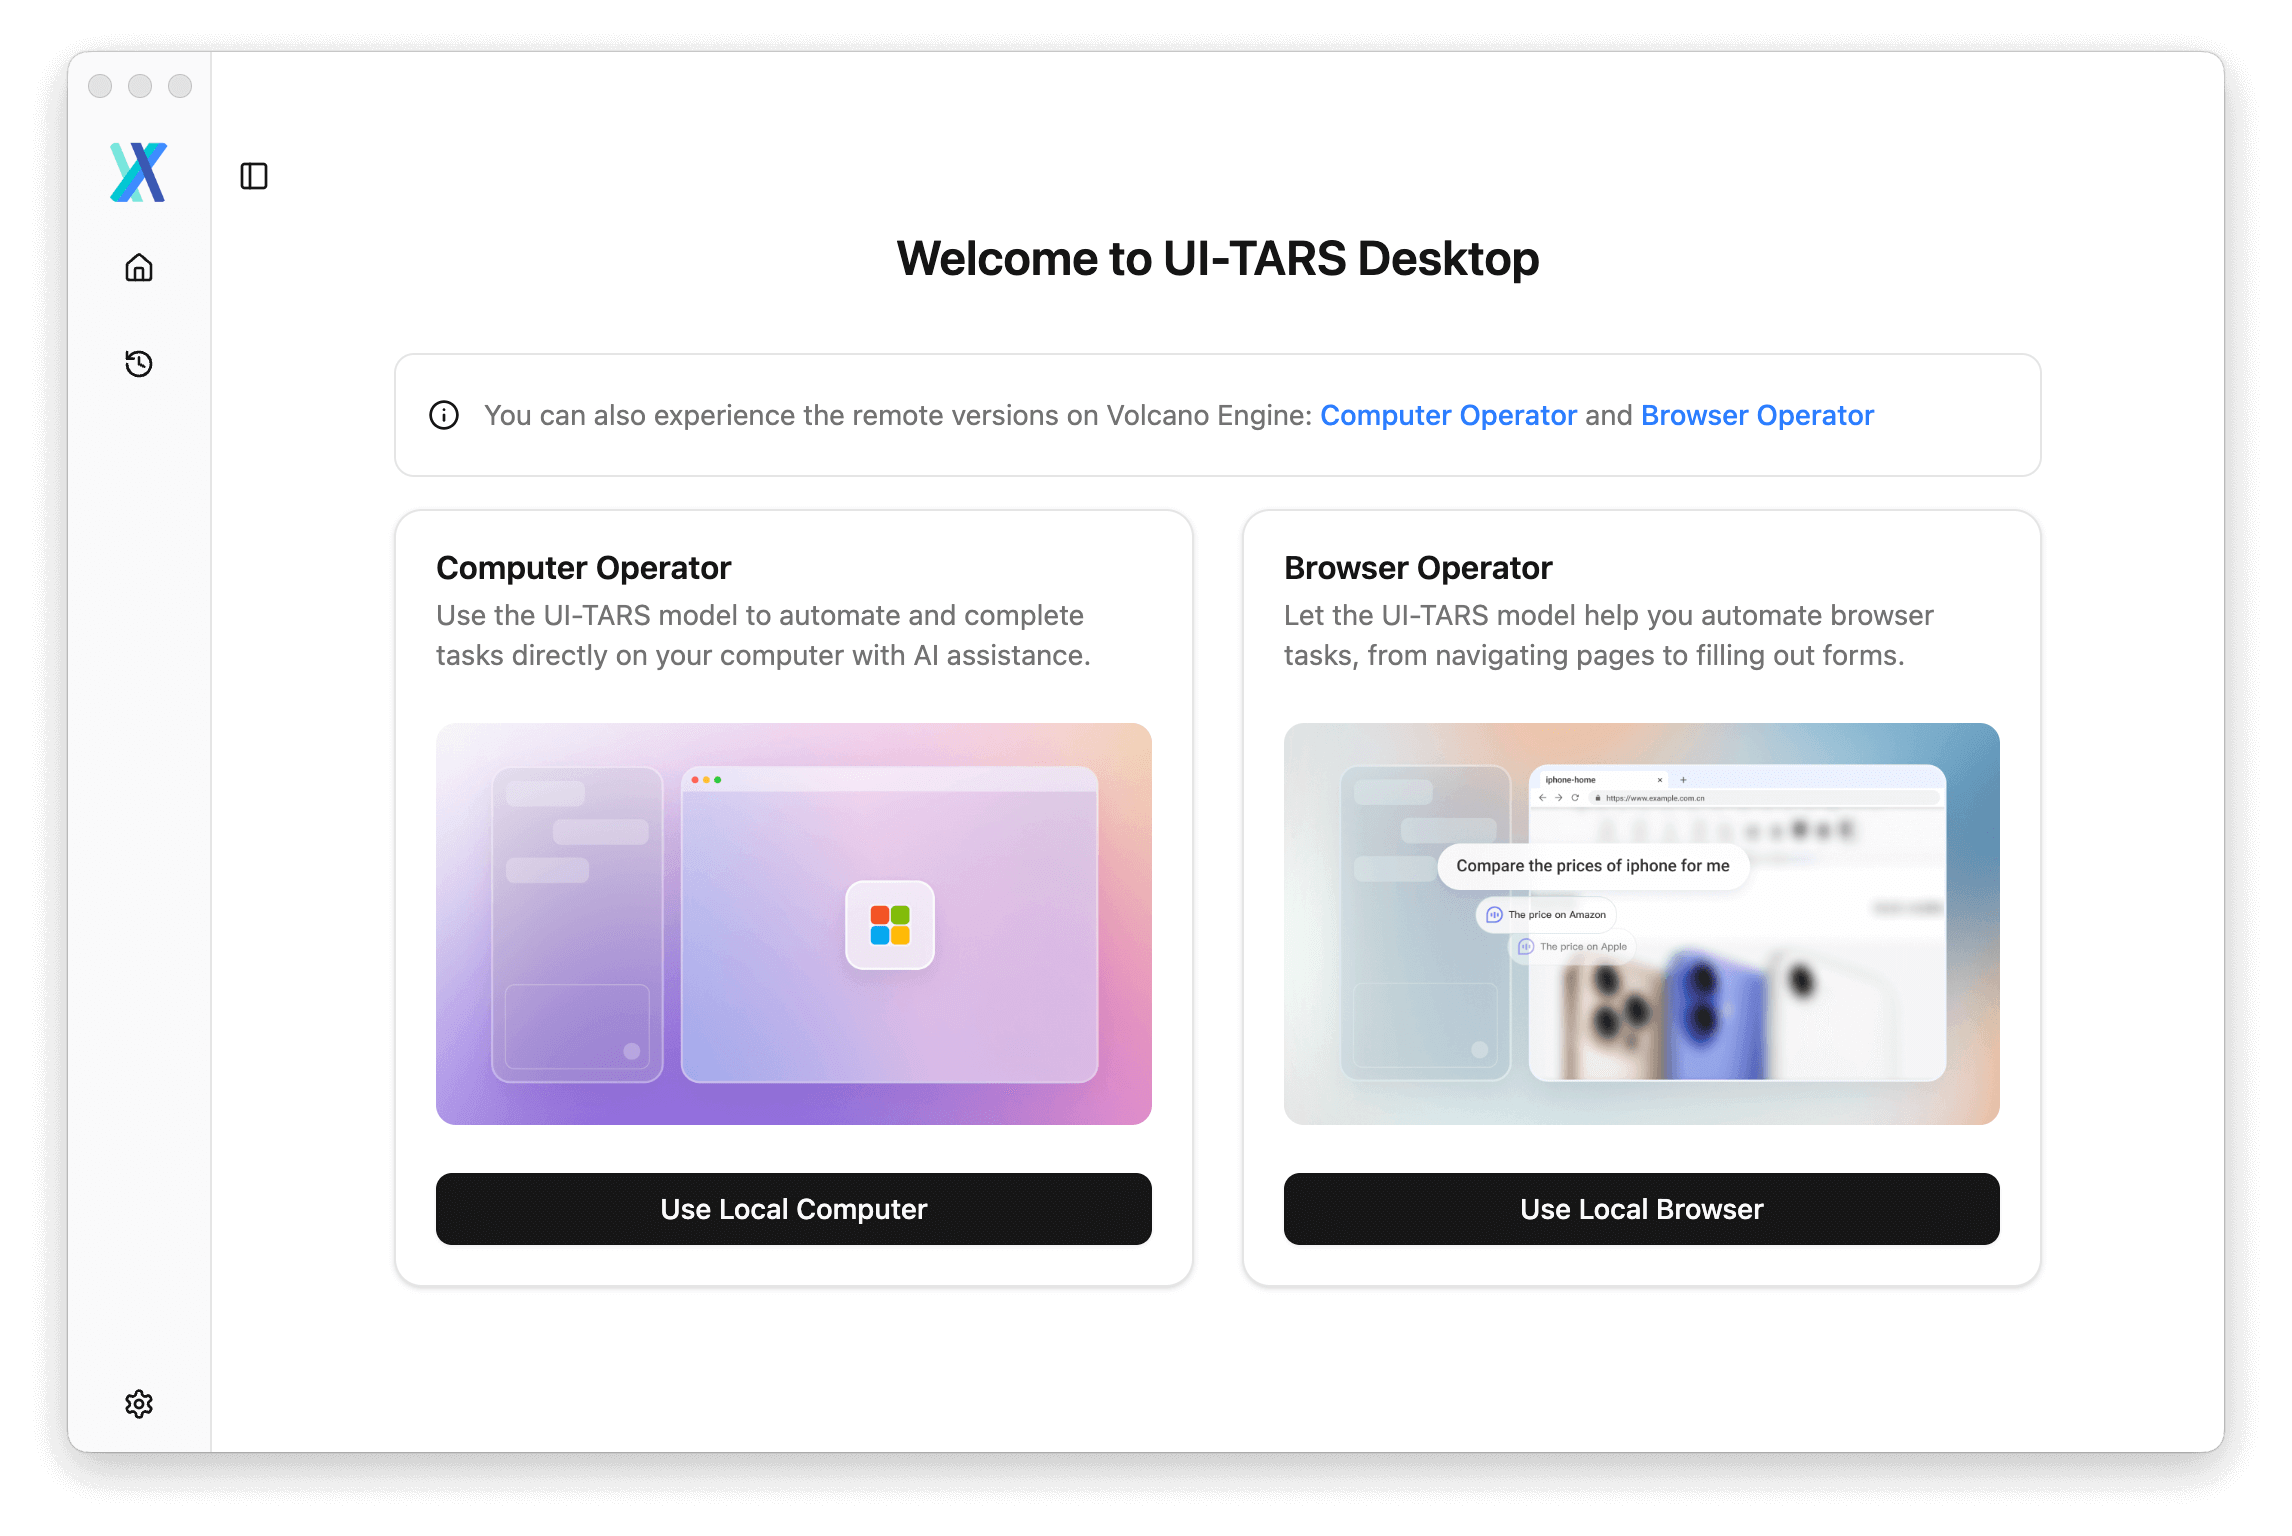 Welcome to UI-TARS Desktop
You can also experience the remote versions on Volcano Engine: Computer Operator and Browser Operator
Computer Operator
Use the UI-TARS model to automate and complete
tasks directly on your computer with AI assistance.
Use Local Computer
Browser Operator
Let the UI-TARS model help you automate browser
tasks, from navigating pages to filling out forms.
iphone-home
https://www.example.com.cn
Compare the prices of iphone for me
The price on Amazon
The price on Apple
Use Local Browser